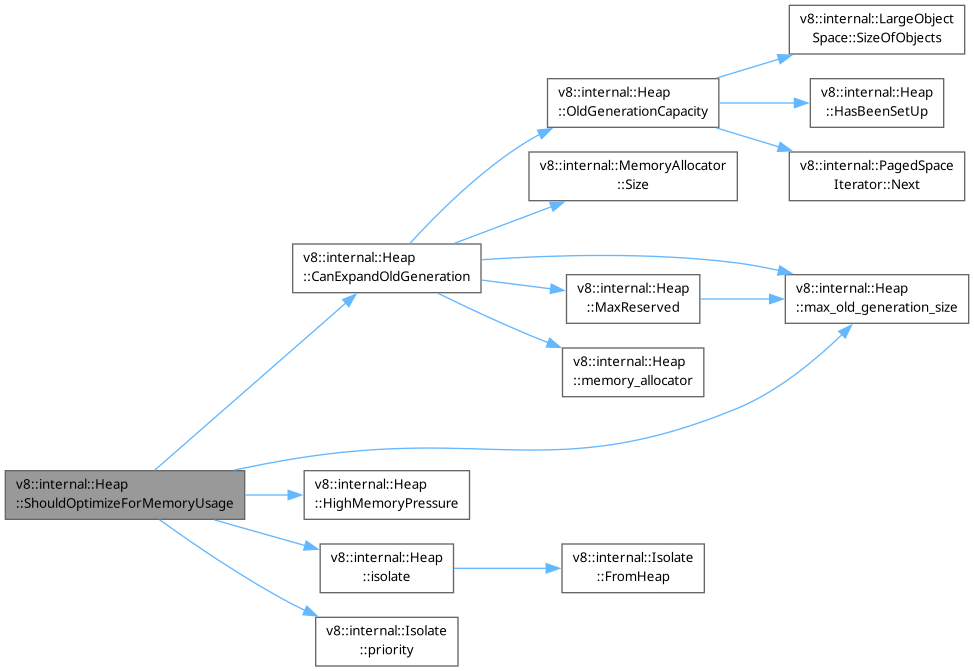 v8::internal::LargeObject
Space::SizeOfObjects
v8::internal::Heap
::OldGenerationCapacity
v8::internal::Heap
::HasBeenSetUp
v8::internal::MemoryAllocator
::Size
v8::internal::PagedSpace
Iterator::Next
v8::internal::Heap
::CanExpandOldGeneration
v8::internal::Heap
::MaxReserved
v8::internal::Heap
::max_old_generation_size
v8::internal::Heap
::memory_allocator
v8::internal::Heap
::ShouldOptimizeForMemoryUsage
v8::internal::Heap
::HighMemoryPressure
v8::internal::Heap
::isolate
v8::internal::Isolate
::FromHeap
v8::internal::Isolate
::priority